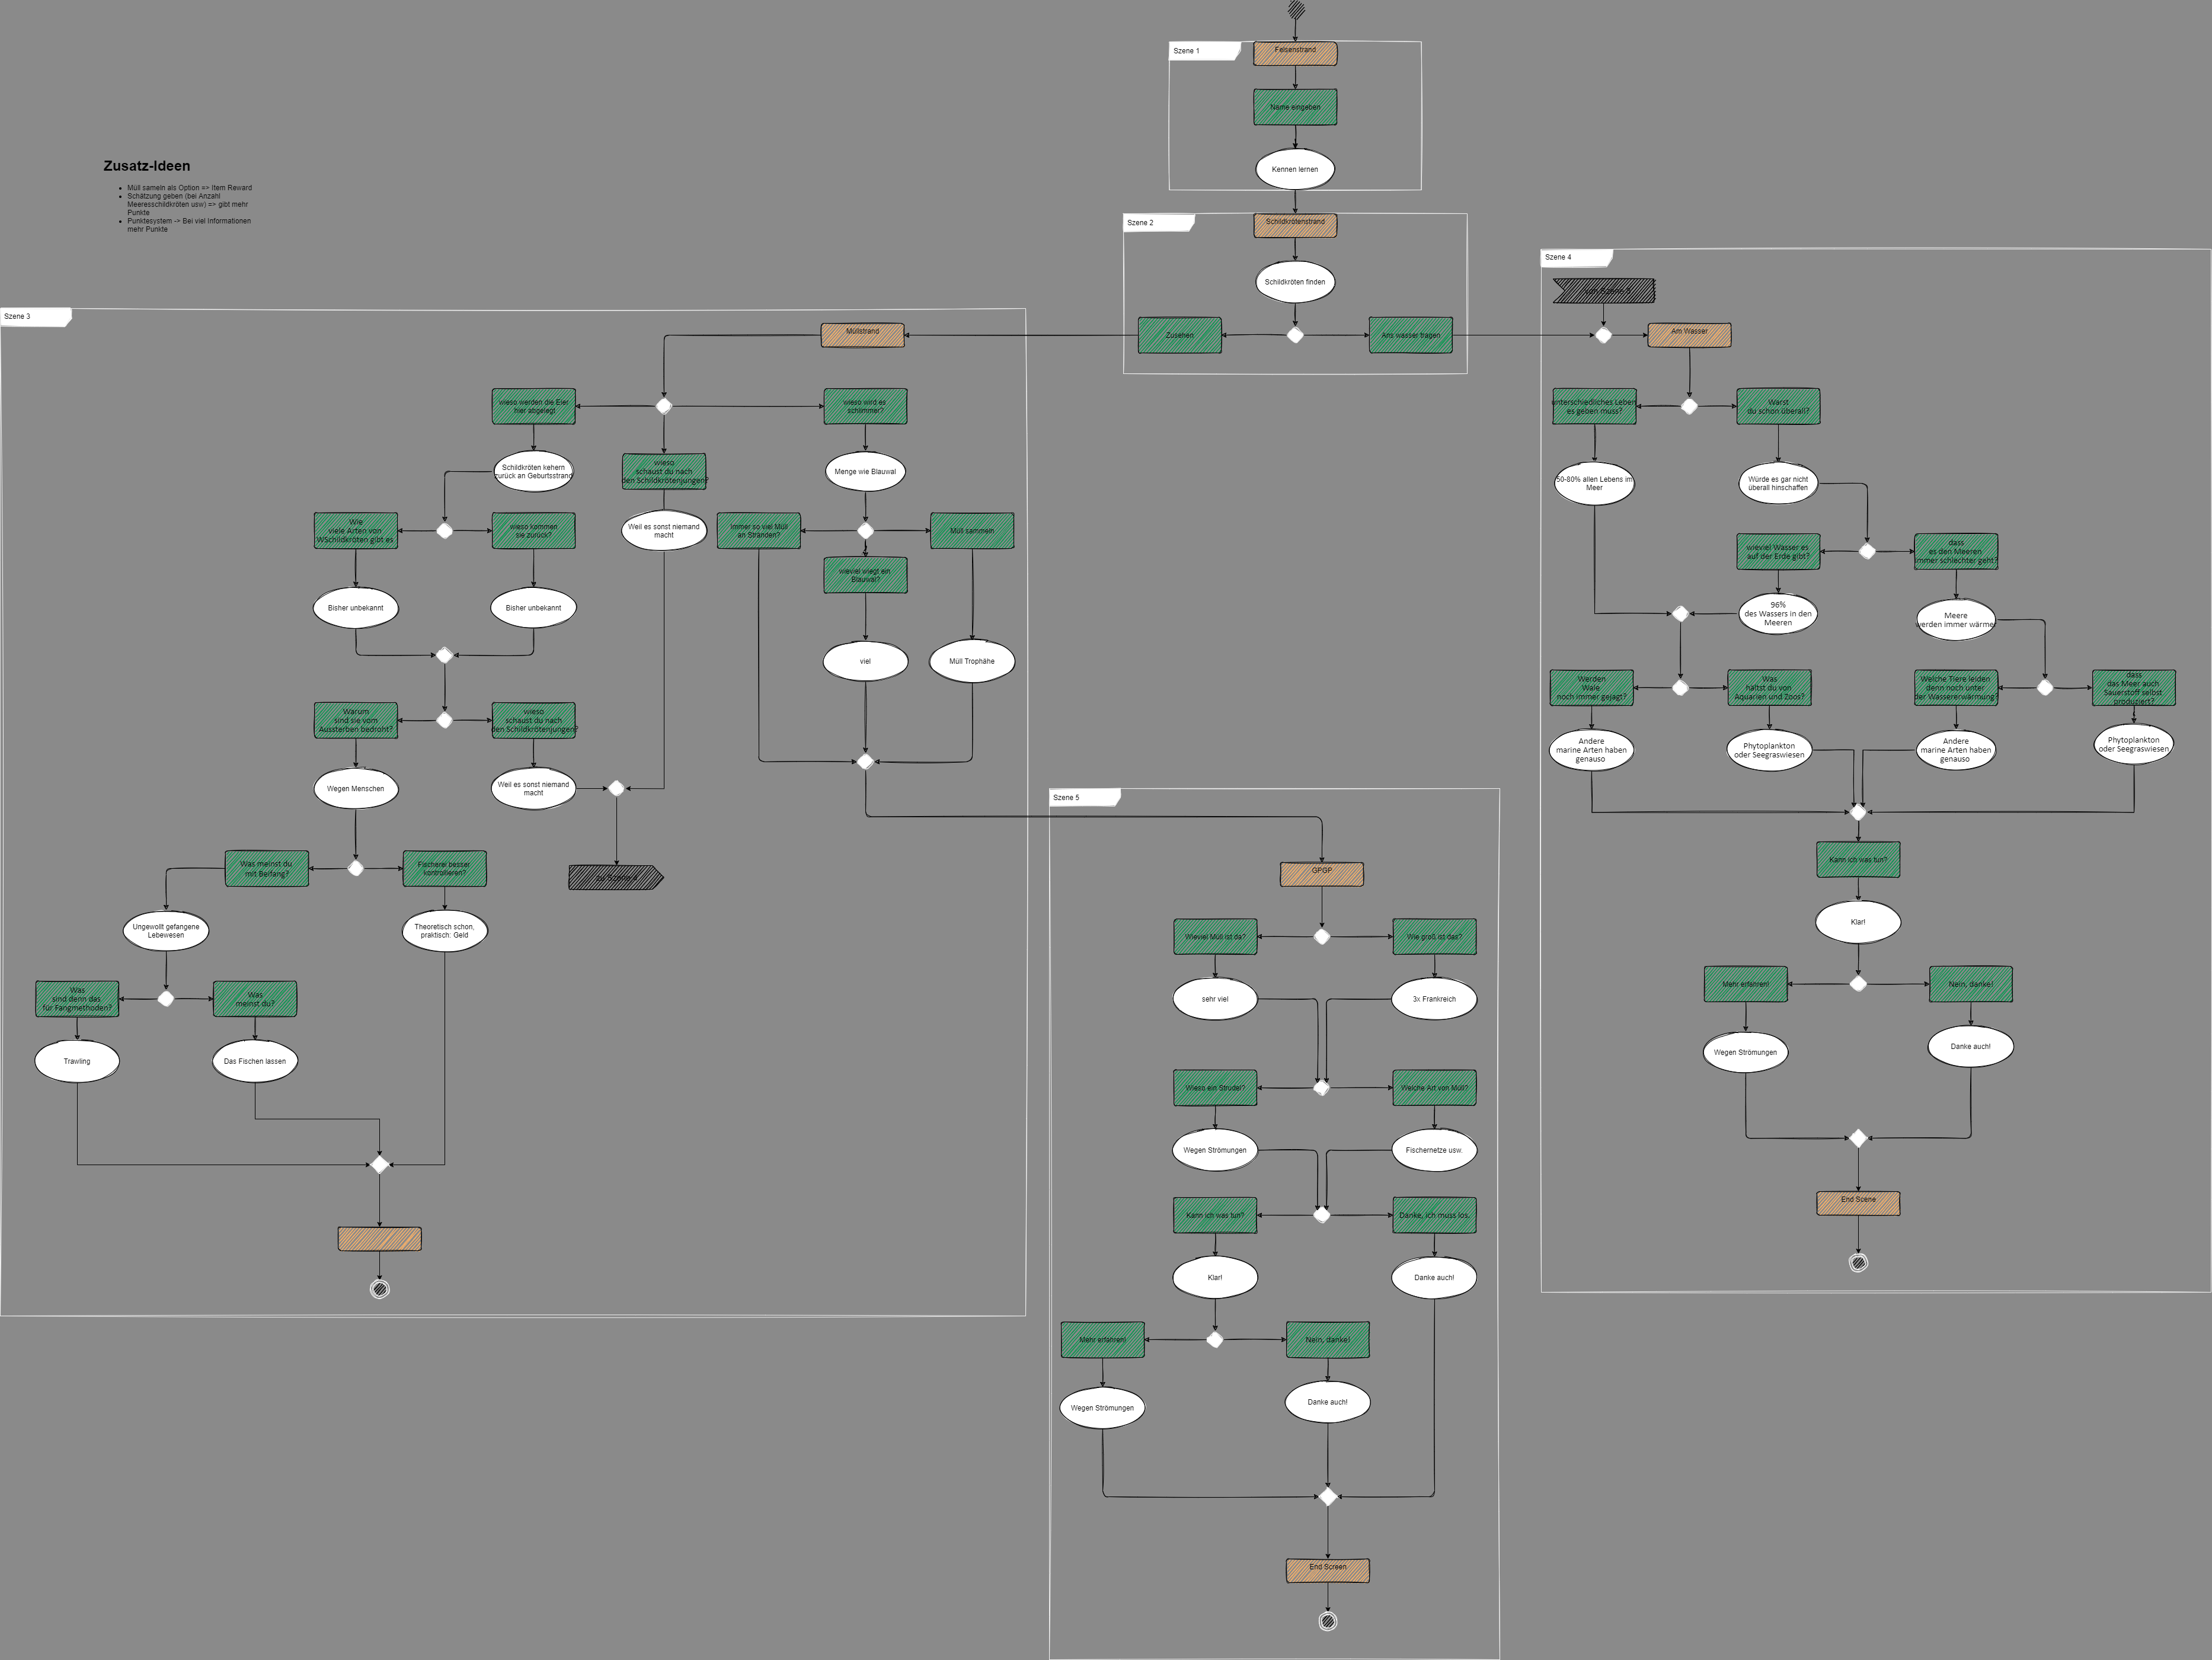 Szene 1
Felsenstrand
Name eingeben
Kennen lernen
Zusatz-Ideen
Müll sameln als Option => Item Reward
Schätzung geben (bei Anzahl
Meeresschildkröten usw) => gibt mehr
Punkte
Punktesystem -> Bei viel Informationen
mehr Punkte
Szene 2
Schildkrötenstrand
Schildkröten finden
Zusehen
Ans wasser tragen
Szene 3
Müllstrand
wieso werden die Eier
hier abgelegt
wieso wird es
schlimmer?
Schildkröten kehern
zurück an Geburtsstrand
wieso
schaust du nach
den Schildkrötenjungen?
Menge wie Blauwal
Wie
viele Arten von
WSchildkröten gibt es
wieso kommen
sie zurück?
Weil es sonst niemand
macht
Immer so viel Müll
an Stranden?
Müll sammeln
wieviel wiegt ein
Blauwal?
Bisher unbekannt
Bisher unbekannt
viel
Müll Trophähe
Warum
sind sie vom
Aussterben bedroht?
wieso
schaust du nach
den Schildkrötenjungen?
Wegen Menschen
Weil es sonst niemand
macht
Was meinst du
mit Beifang?
Fischerei besser
kontrollieren?
zu Szene 4
Ungewollt gefangene
Lebewesen
Theoretisch schon,
praktisch: Geld
Was
sind denn das
für Fangmethoden?
Was
meinst du?
Trawling
Das Fischen lassen
Szene 4
von Szene 3
Am Wasser
unterschiedliches Leben
es geben muss?
Warst
du schon überall?
50-80% allen Lebens im
Meer
Würde es gar nicht
überall hinschaffen
wieviel Wasser es
auf der Erde gibt?
dass
es den Meeren
immer schlechter geht?
96%
des Wassers in den
Meeren
Meere
werden immer wärmer
Werden
Wale
noch immer gejagt?
Was
hältst du von
Aquarien und Zoos?
Welche Tiere leiden
denn noch unter
der Wassererwärmung?
dass
das Meer auch
Sauerstoff selbst
produziert?
Andere
marine Arten haben
genauso
Phytoplankton
oder Seegraswiesen
Andere
marine Arten haben
genauso
Phytoplankton
oder Seegraswiesen
Kann ich was tun?
Klar!
Mehr erfahren!
Nein, danke!
Wegen Strömungen
Danke auch!
End Scene
Szene 5
GPGP
Wieviel Müll ist da?
Wie groß ist das?
sehr viel
3x Frankreich
Wieso ein Strudel?
Welche Art von Müll?
Wegen Strömungen
Fischernetze usw.
Kann ich was tun?
Danke, ich muss los.
Klar!
Danke auch!
Mehr erfahren!
Nein, danke!
Wegen Strömungen
Danke auch!
End Screen